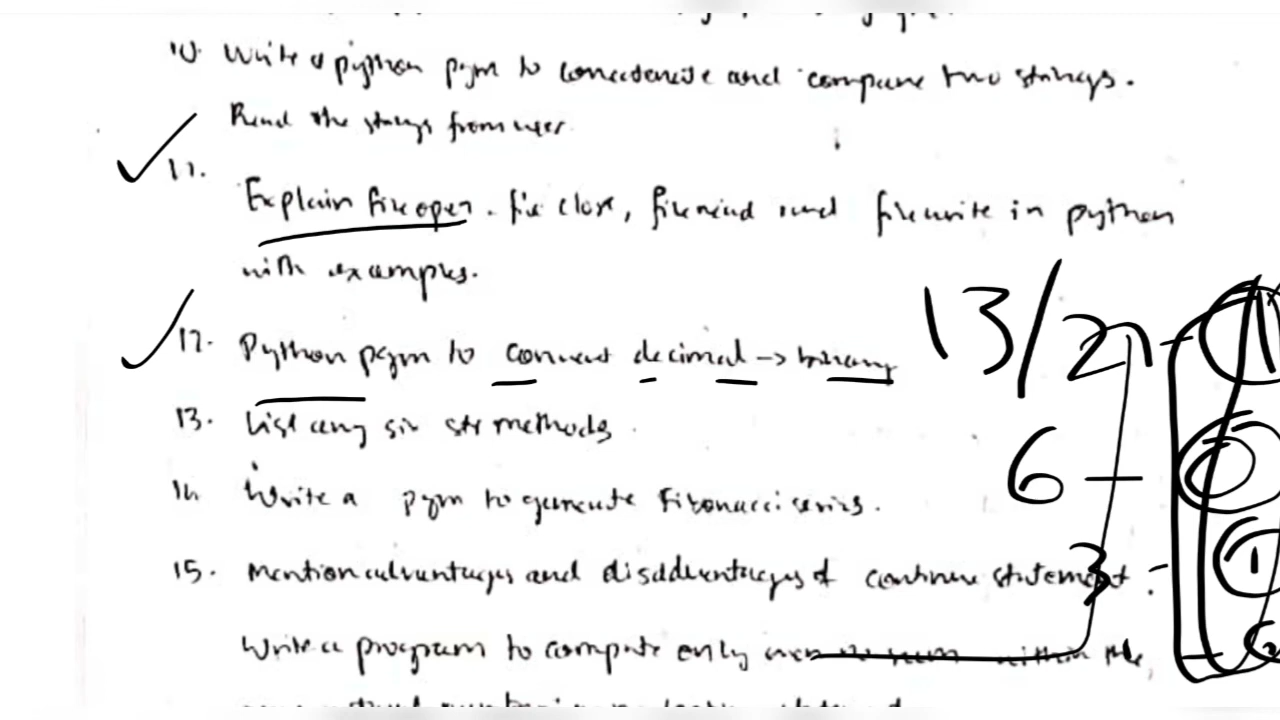 10. Write a python pgm to concatenate and compare two strings.
Read the strings from user.
11.
Explain file open. file close, file read and file write in python
with examples.
12. Python pgm to convert decimal -> binary
13. List any six str methods.
14. Write a pgm to generate Fibonacci series.
15. Mention advantages and disadvantages of continue statement.
Write a program to compute only even the
13/2
6
3
1